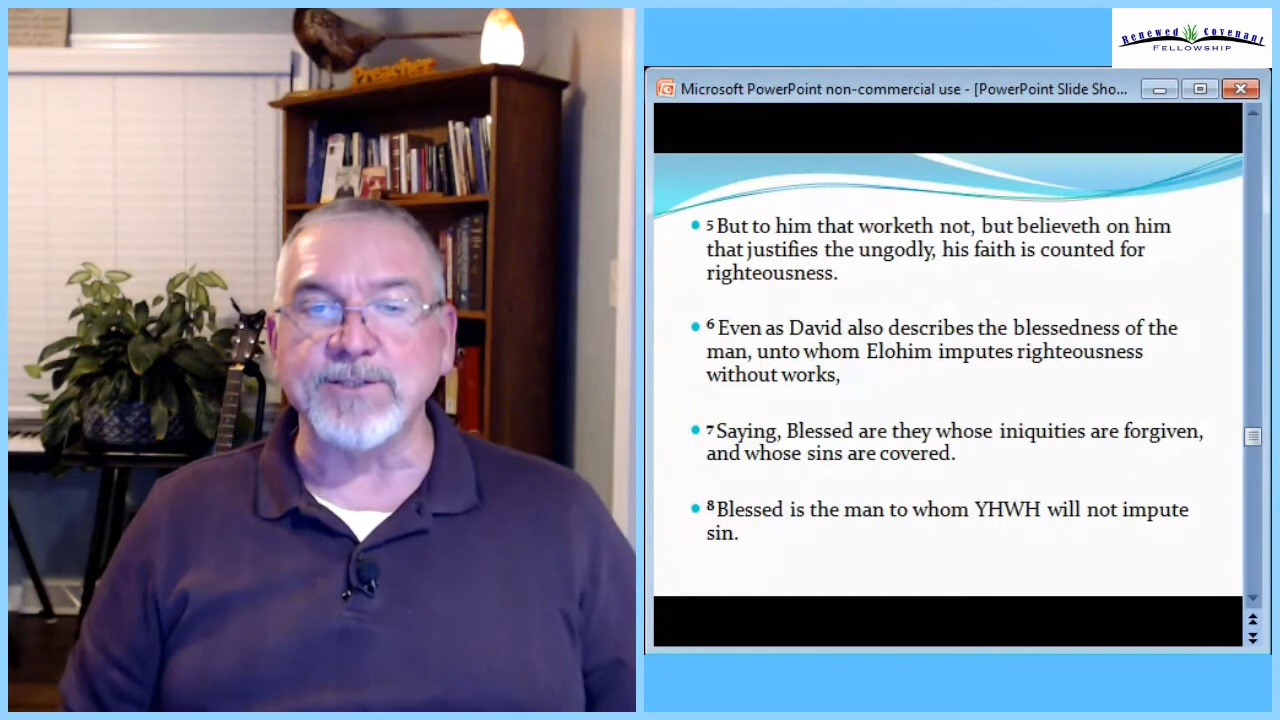 Preacher
Renewed Covenant
FELLOWSHIP
Microsoft PowerPoint non-commercial use - [PowerPoint Slide Sho...
5 But to him that worketh not, but believeth on him
that justifies the ungodly, his faith is counted for
righteousness.
6 Even as David also describes the blessedness of the
man, unto whom Elohim imputes righteousness
without works,
7 Saying, Blessed are they whose iniquities are forgiven,
and whose sins are covered.
8 Blessed is the man to whom YHWH will not impute
sin.